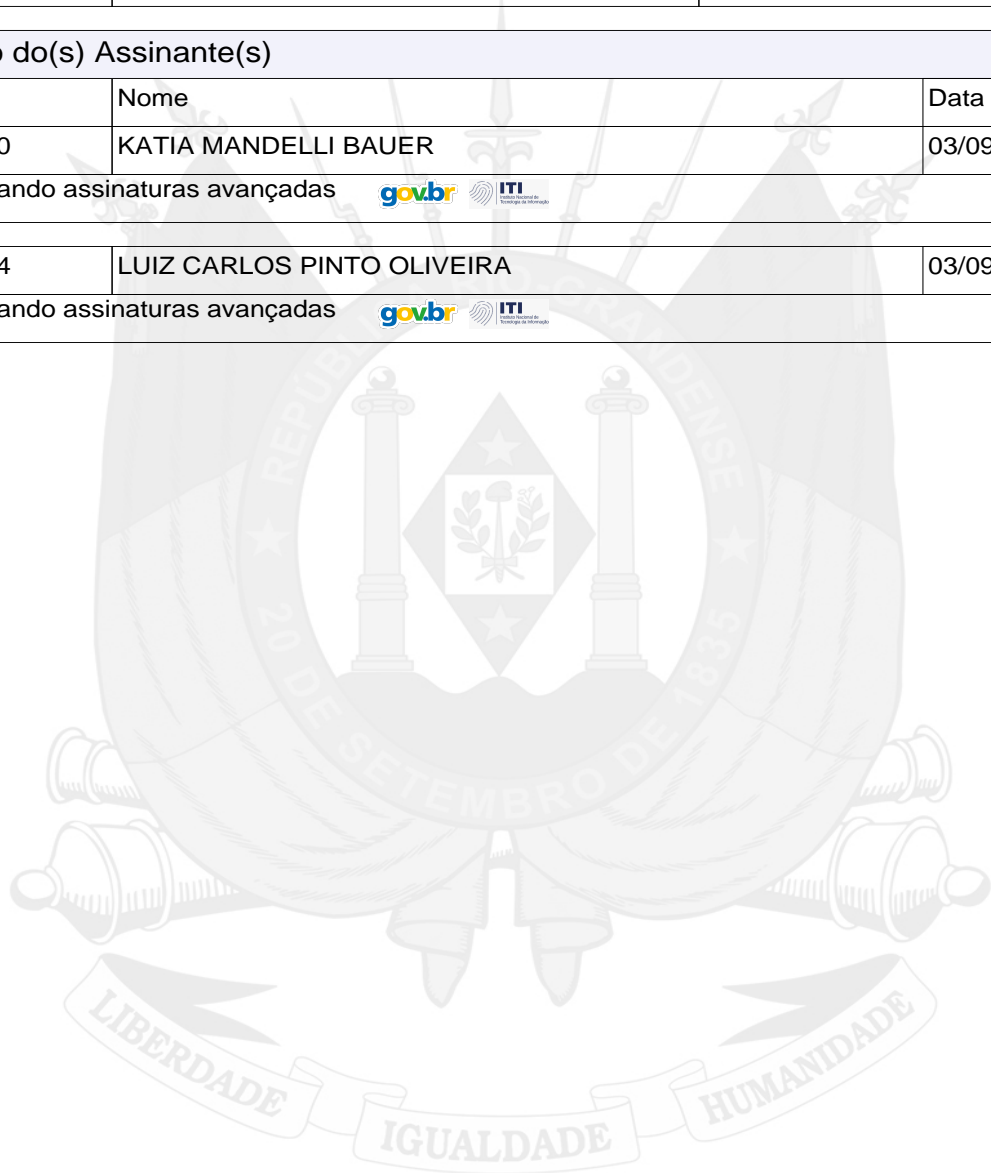 o do(s) Assinante(s)
Nome Data
0 KATIA MANDELLI BAUER 03/09
ando assinaturas avançadas gov.br ITI
4 LUIZ CARLOS PINTO OLIVEIRA 03/09
ando assinaturas avançadas gov.br ITI
REPÚBLICA RIO-GRANDENSE
20 DE SETEMBRO DE 1835
LIBERDADE IGUALDADE HUMANIDADE